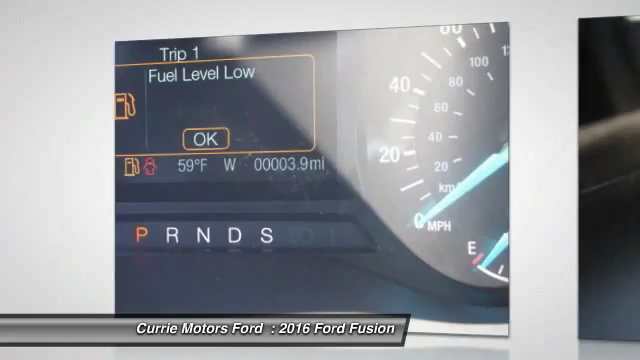 Trip 1
Fuel Level Low
OK
59°F W 00003.9mi
P R N D S
60
100
40
80
60
20
40
20
km/
0 MPH
E
Currie Motors Ford : 2016 Ford Fusion